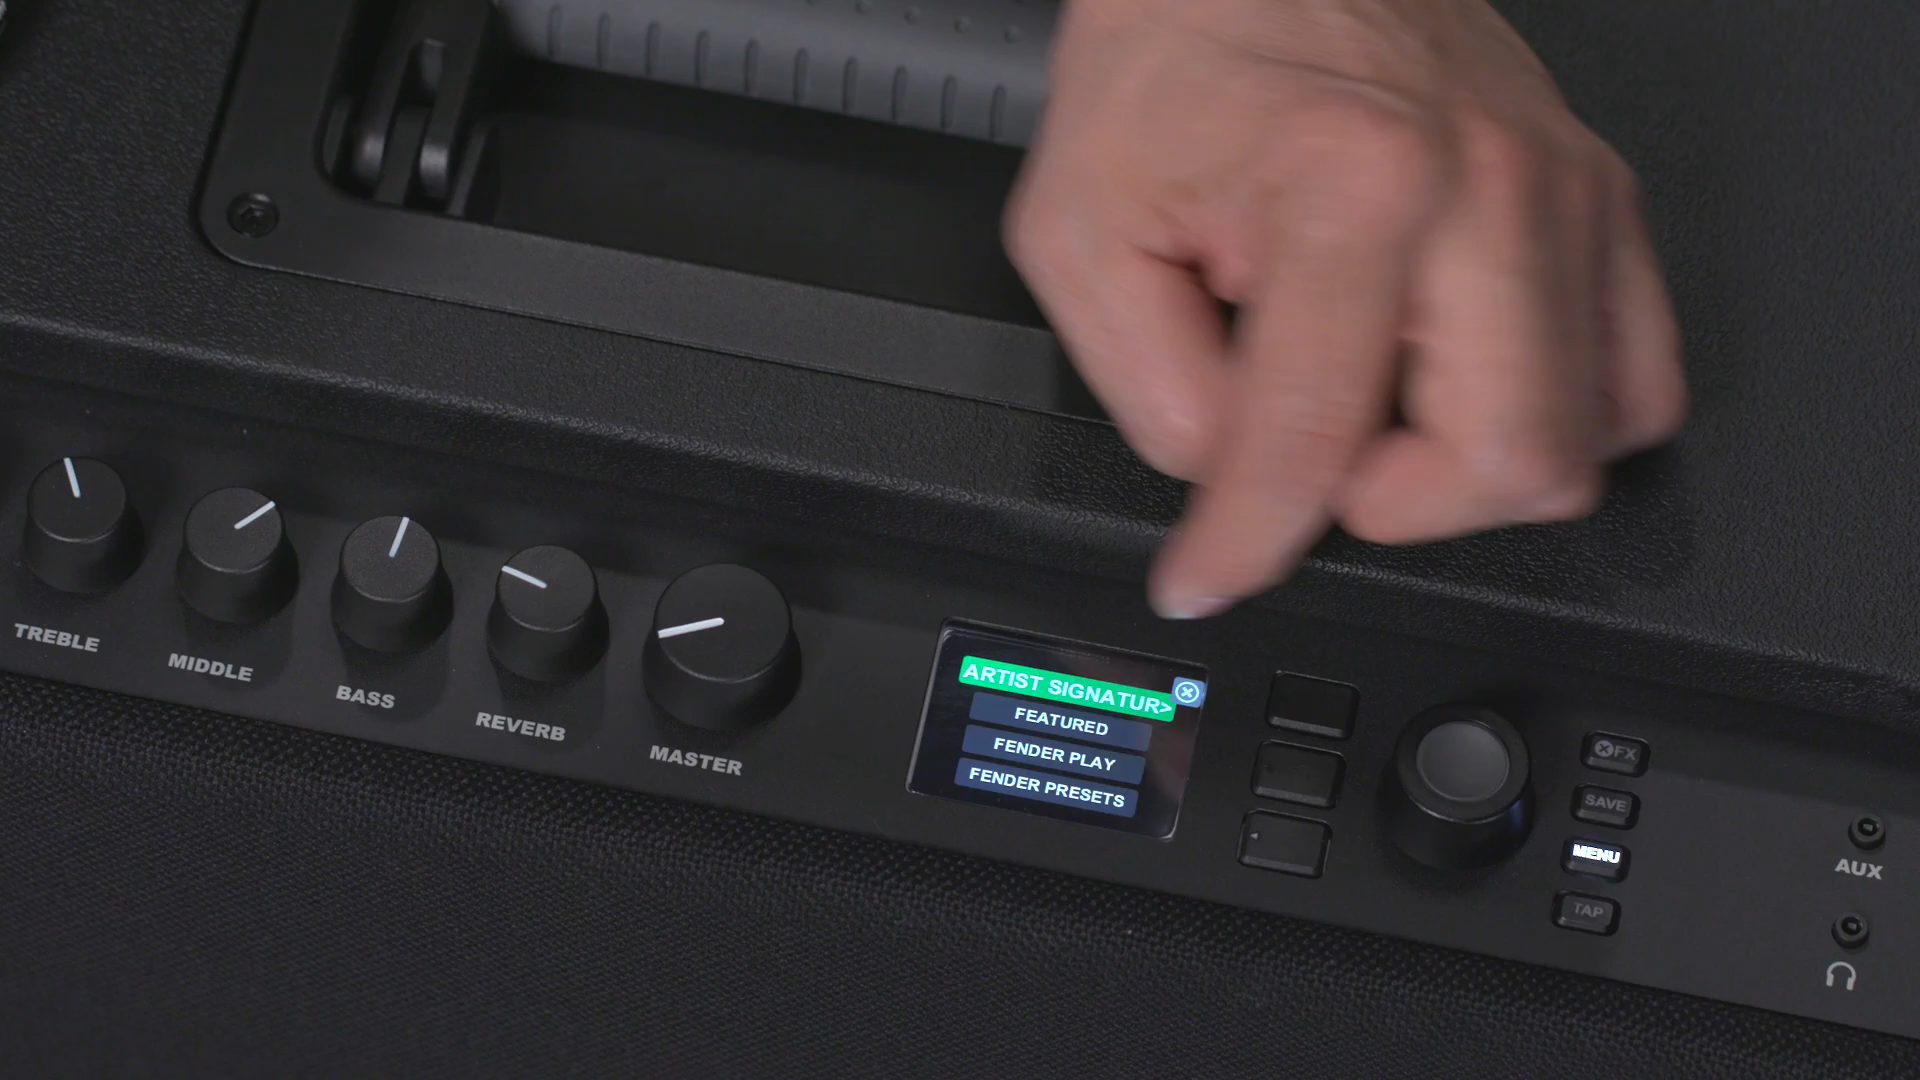 TREBLE
MIDDLE
BASS
REVERB
MASTER
ARTIST SIGNATUR>
FEATURED
FENDER PLAY
FENDER PRESETS
FX
SAVE
MENU
TAP
AUX